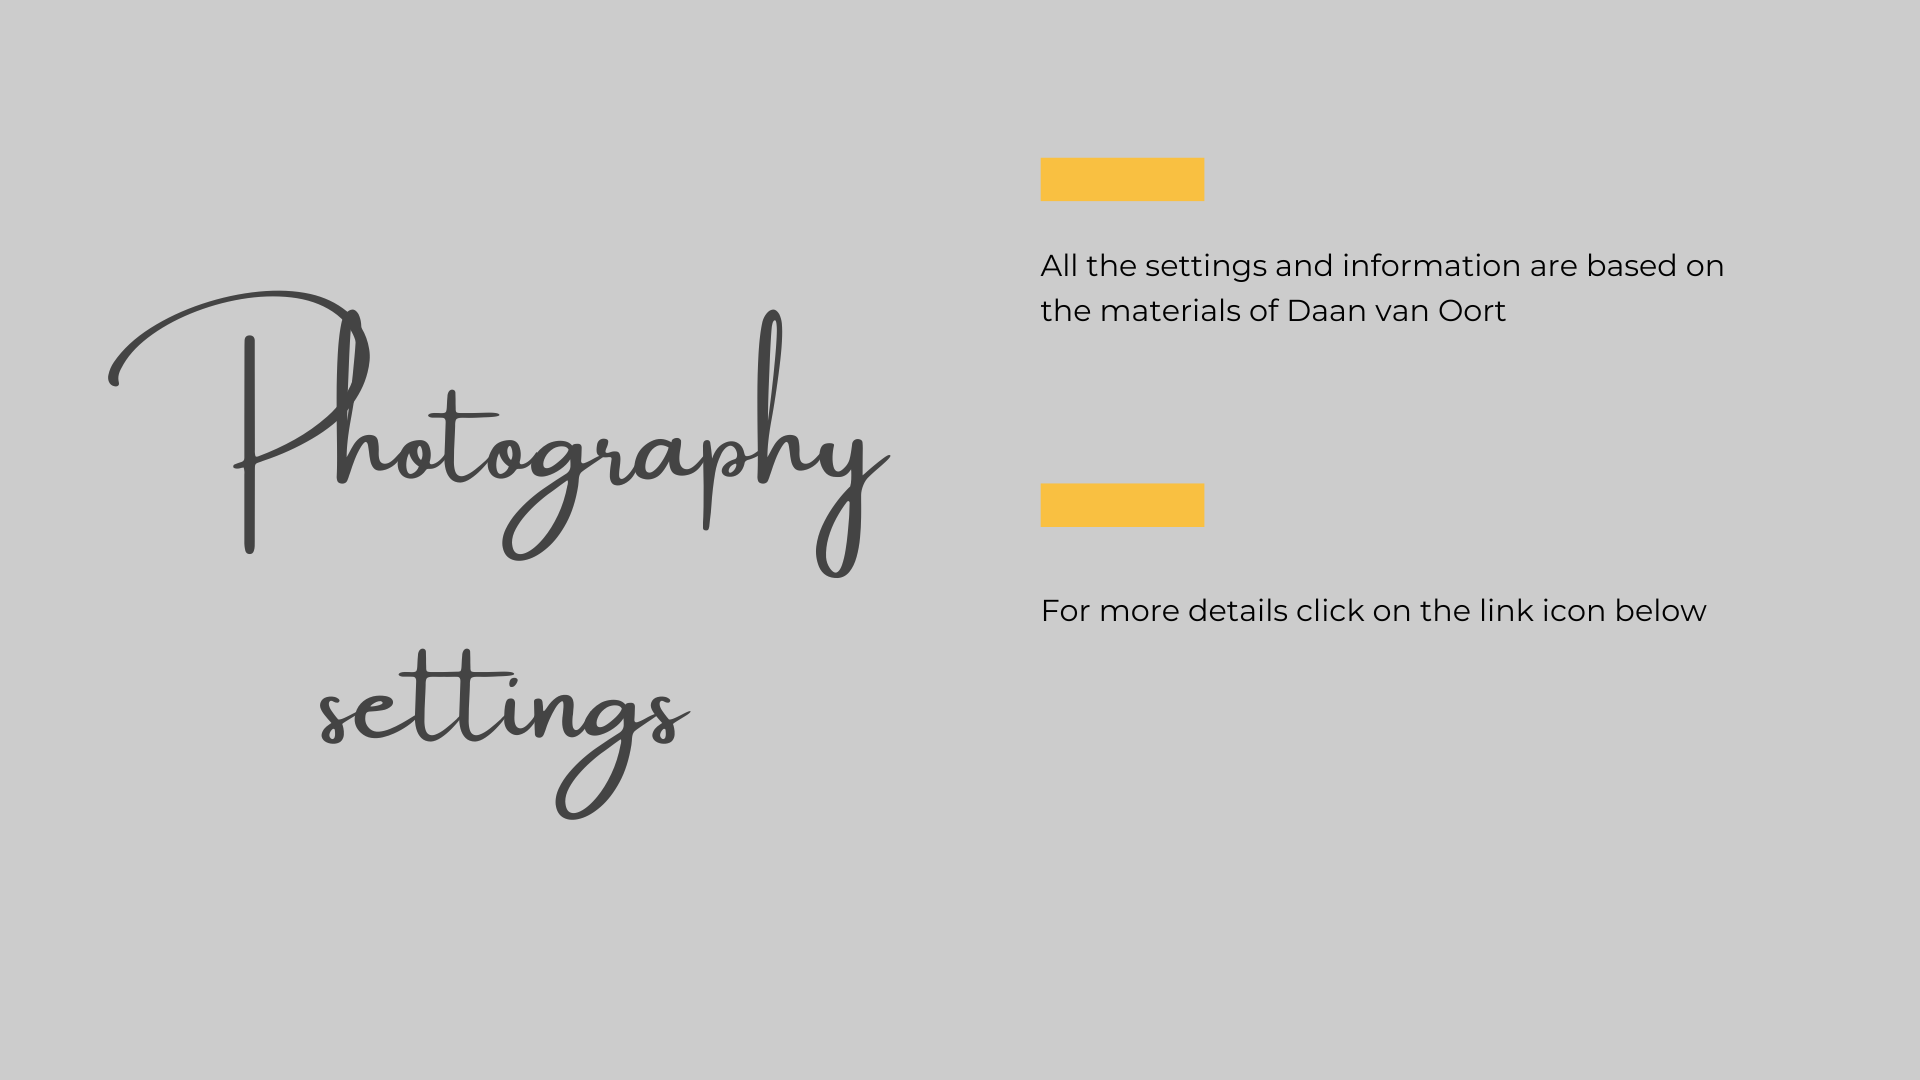 Photography
settings
All the settings and information are based on
the materials of Daan van Oort
For more details click on the link icon below